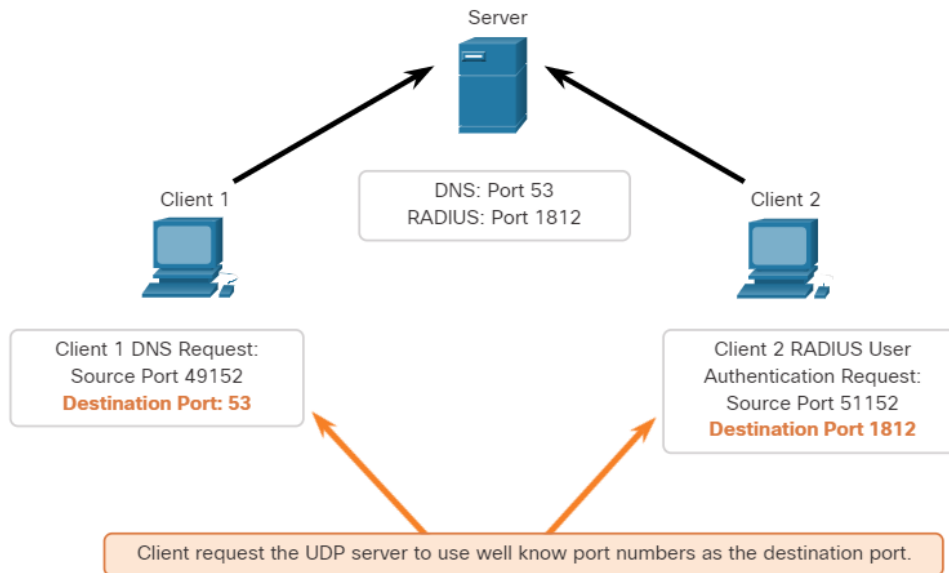 Server
Client 1
DNS: Port 53
RADIUS: Port 1812
Client 2
Client 1 DNS Request:
Source Port 49152
Destination Port: 53
Client 2 RADIUS User
Authentication Request:
Source Port 51152
Destination Port 1812
Client request the UDP server to use well know port numbers as the destination port.